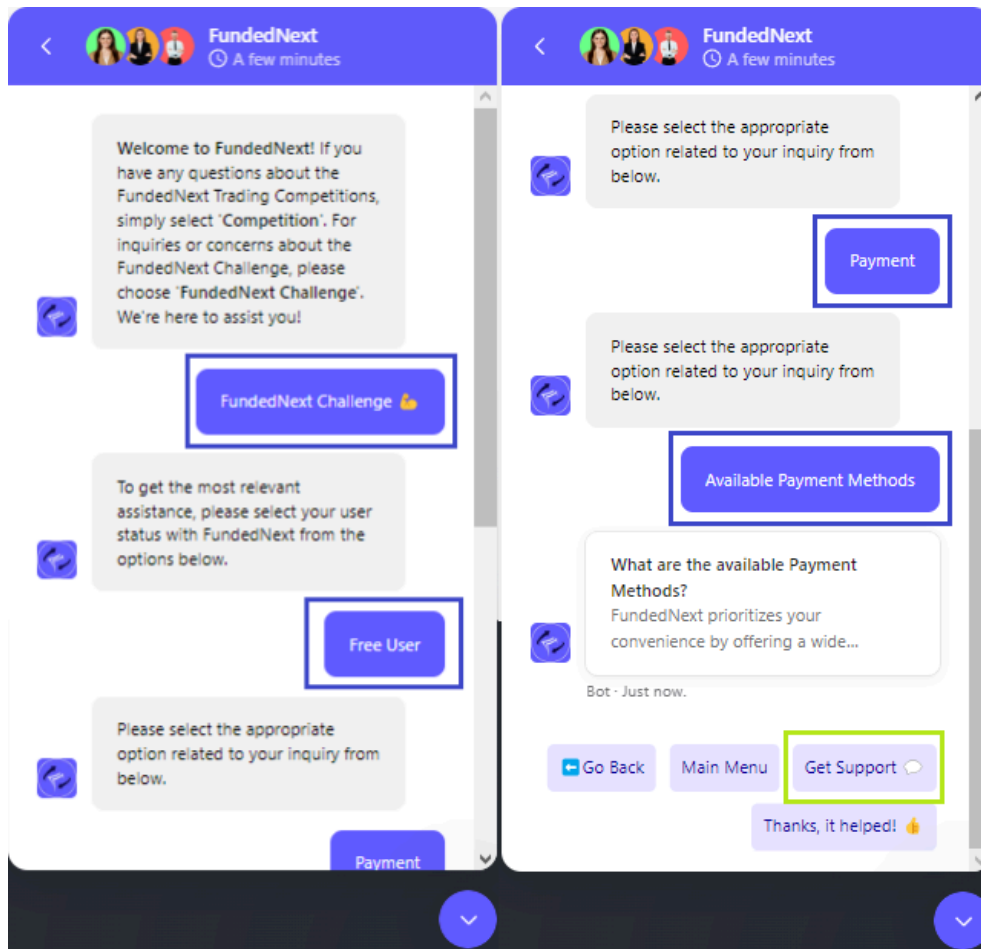 FundedNext
A few minutes
Welcome to FundedNext! If you
have any questions about the
FundedNext Trading Competitions,
simply select 'Competition'. For
inquiries or concerns about the
FundedNext Challenge, please
choose 'FundedNext Challenge'.
We're here to assist you!
FundedNext Challenge 💪
To get the most relevant
assistance, please select your user
status with FundedNext from the
options below.
Free User
Please select the appropriate
option related to your inquiry from
below.
Payment
FundedNext
A few minutes
Please select the appropriate
option related to your inquiry from
below.
Payment
Please select the appropriate
option related to your inquiry from
below.
Available Payment Methods
What are the available Payment
Methods?
FundedNext prioritizes your
convenience by offering a wide...
Bot · Just now.
⬅️Go Back Main Menu Get Support 💬
Thanks, it helped! 👍